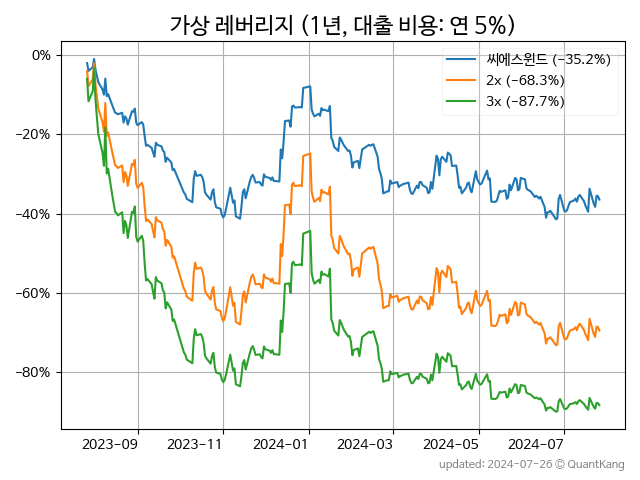 가상 레버리지 (1년, 대출 비용: 연 5%)
씨에스윈드 (−35.2%)
2x (−68.3%)
3x (−87.7%)
0%
−20%
−40%
−60%
−80%
2023-09 2023-11 2024-01 2024-03 2024-05 2024-07
updated: 2024-07-26 © QuantKang